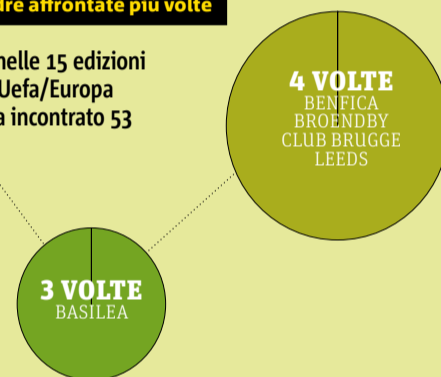 dre affrontate più volte
nelle 15 edizioni
Uefa/Europa
a incontrato 53
4 VOLTE
BENFICA
BROENDBY
CLUB BRUGGE
LEEDS
3 VOLTE
BASILEA